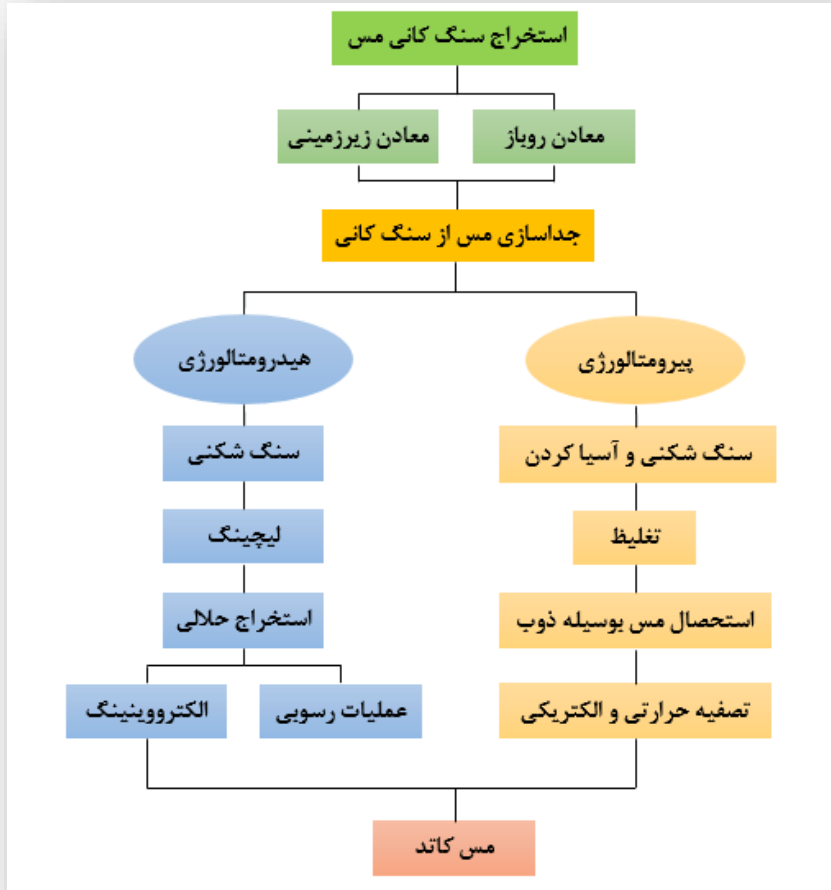 استخراج سنگ کانی مس
معادن روباز
معادن زیرزمینی
جداسازی مس از سنگ کانی
پیرومتالورژی
هیدرومتالورژی
سنگ شکنی و آسیا کردن
سنگ شکنی
تغلیظ
لیچینگ
استحصال مس بوسیله ذوب
استخراج حلالی
تصفیه حرارتی و الکتریکی
عملیات رسوبی
الکترووینینگ
مس کاتد